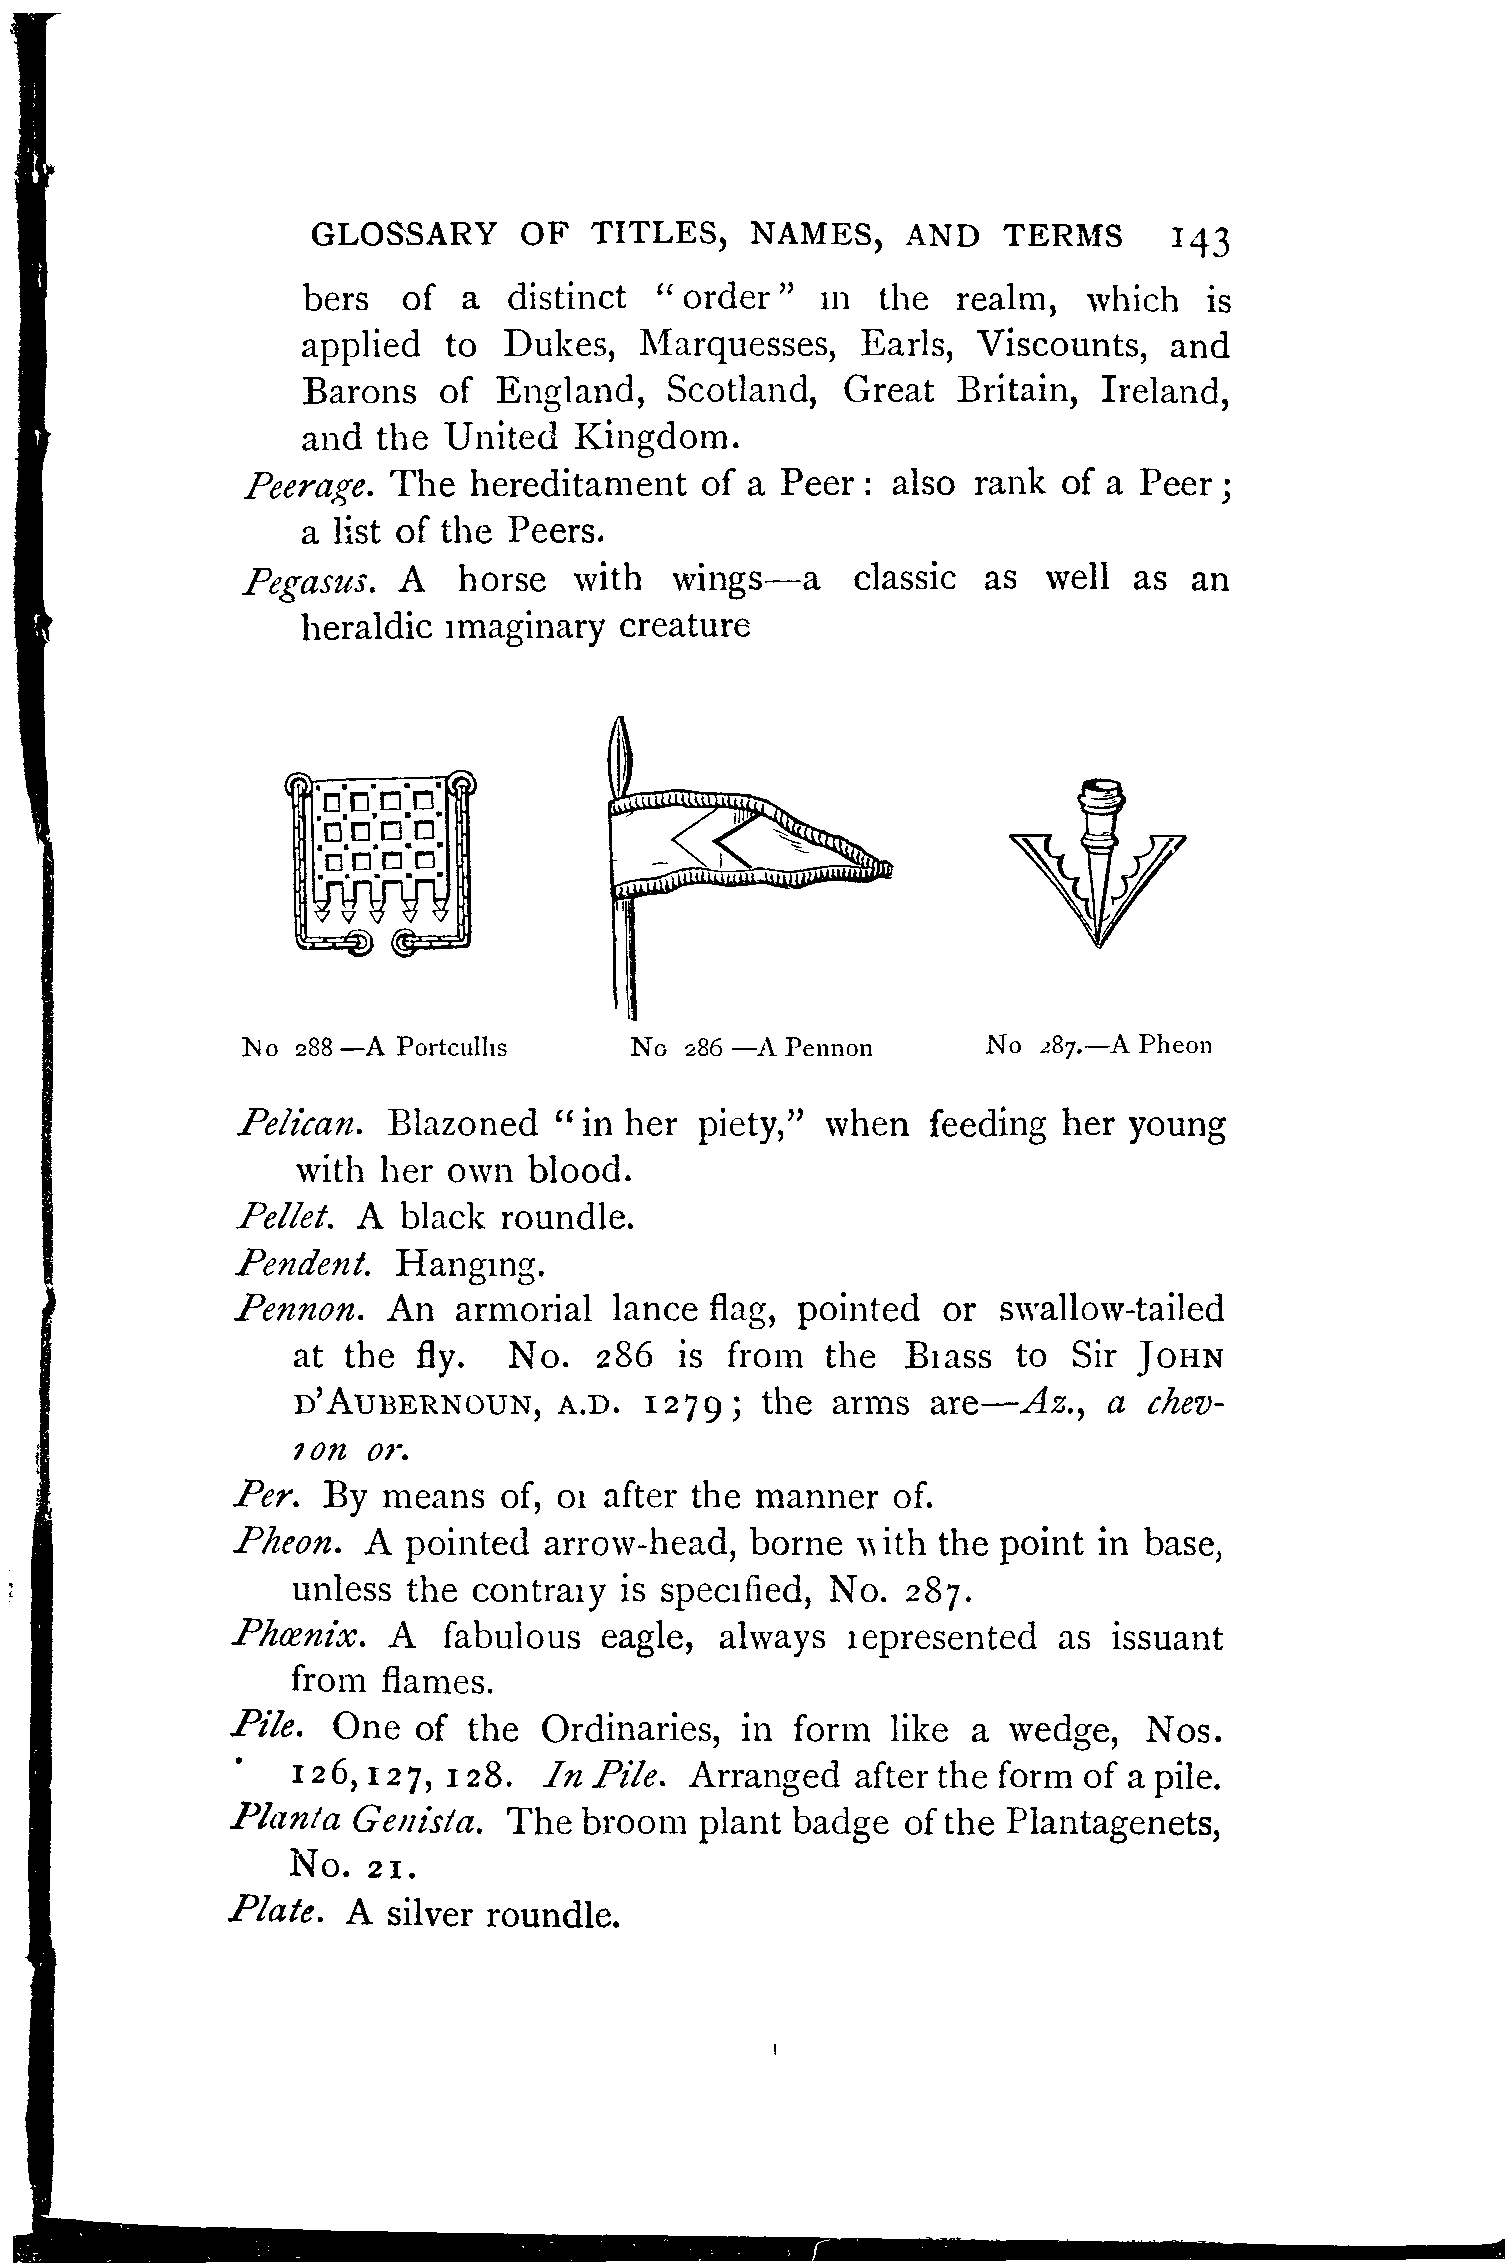 GLOSSARY OF TITLES, NAMES, AND TERMS 143
bers of a distinct “order” in the realm, which is
applied to Dukes, Marquesses, Earls, Viscounts, and
Barons of England, Scotland, Great Britain, Ireland,
and the United Kingdom.
Peerage. The hereditament of a Peer: also rank of a Peer;
a list of the Peers.
Pegasus. A horse with wings—a classic as well as an
heraldic imaginary creature
No 288—A Portcullis
No 286—A Pennon
No 287.—A Pheon
Pelican. Blazoned “in her piety,” when feeding her young
with her own blood.
Pellet. A black roundle.
Pendent. Hanging.
Pennon. An armorial lance flag, pointed or swallow-tailed
at the fly. No. 286 is from the Brass to Sir JOHN
D'AUBERNOUN, A.D. 1279; the arms are—Az., a chev-
ron or.
Per. By means of, or after the manner of.
Pheon. A pointed arrow-head, borne with the point in base,
unless the contrary is specified, No. 287.
Phœnix. A fabulous eagle, always represented as issuant
from flames.
Pile. One of the Ordinaries, in form like a wedge, Nos.
126, 127, 128. In Pile. Arranged after the form of a pile.
Planta Genista. The broom plant badge of the Plantagenets,
No. 21.
Plate. A silver roundle.